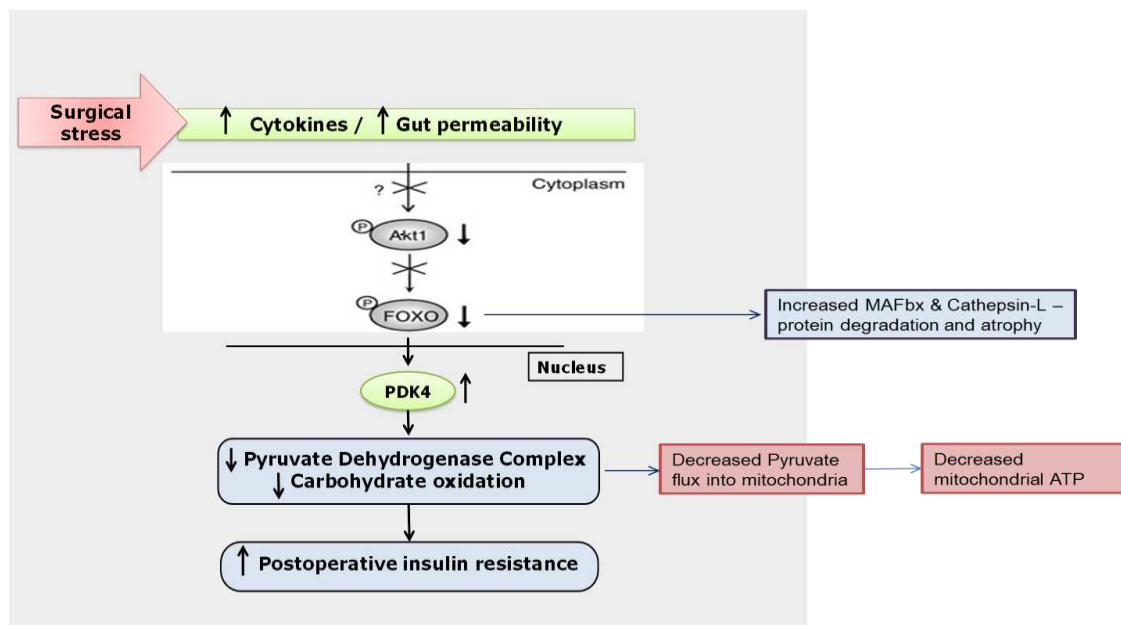 Surgical
stress
↑ Cytokines / ↑ Gut permeability
Cytoplasm
?
P
Akt1 ↓
P
FOXO ↓
Increased MAFbx & Cathepsin-L –
protein degradation and atrophy
Nucleus
PDK4 ↑
↓ Pyruvate Dehydrogenase Complex
↓ Carbohydrate oxidation
Decreased Pyruvate
flux into mitochondria
Decreased
mitochondrial ATP
↑ Postoperative insulin resistance